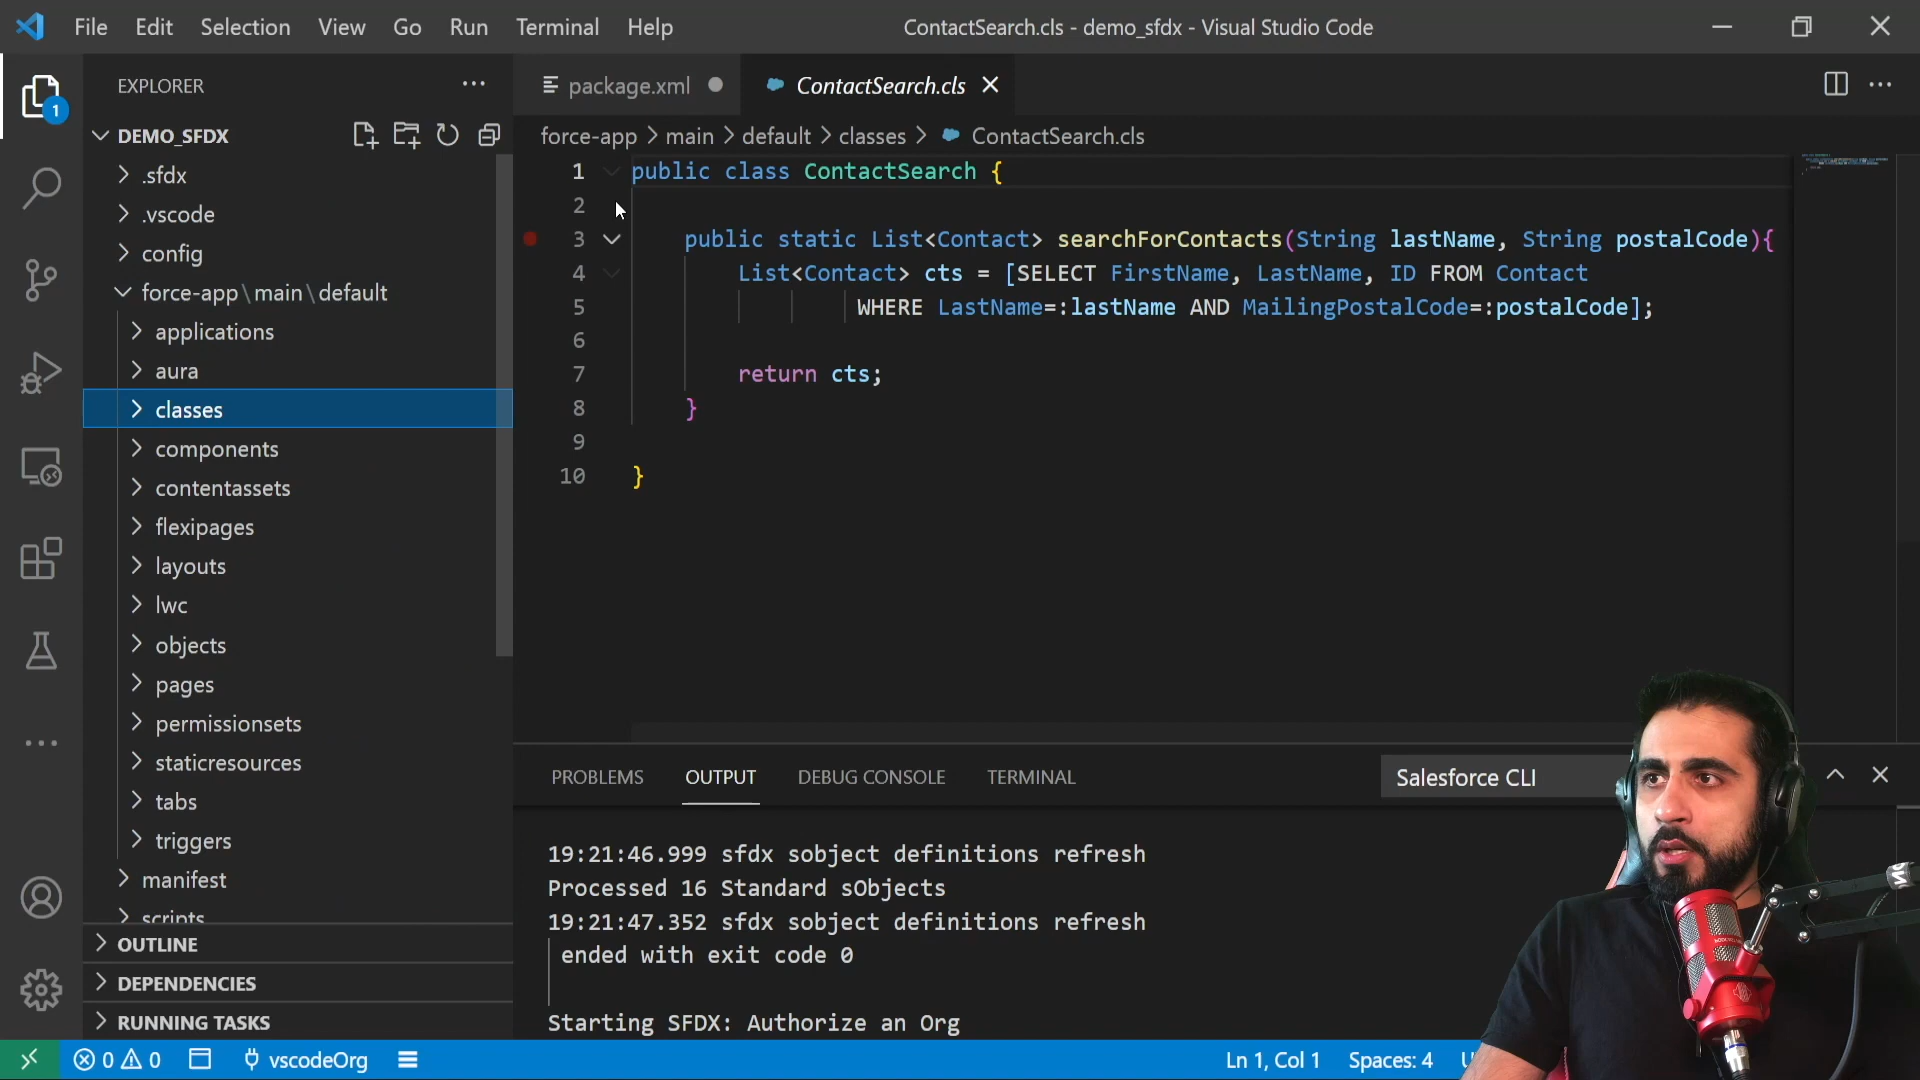 File Edit Selection View Go Run Terminal Help
ContactSearch.cls - demo_sfdx - Visual Studio Code
1
EXPLORER
DEMO_SFDX
.sfdx
.vscode
config
force-app\main\default
applications
aura
classes
components
contentassets
flexipages
layouts
lwc
objects
pages
permissionsets
staticresources
tabs
triggers
manifest
scripts
OUTLINE
DEPENDENCIES
RUNNING TASKS
package.xml
ContactSearch.cls
force-app > main > default > classes > ContactSearch.cls
1 public class ContactSearch {
2
3 public static List<Contact> searchForContacts(String lastName, String postalCode){
4 List<Contact> cts = [SELECT FirstName, LastName, ID FROM Contact
5 WHERE LastName=:lastName AND MailingPostalCode=:postalCode];
6
7 return cts;
8 }
9
10 }
PROBLEMS OUTPUT DEBUG CONSOLE TERMINAL
Salesforce CLI
19:21:46.999 sfdx sobject definitions refresh
Processed 16 Standard sObjects
19:21:47.352 sfdx sobject definitions refresh
ended with exit code 0
Starting SFDX: Authorize an Org
0 0 vscodeOrg
Ln 1, Col 1 Spaces: 4